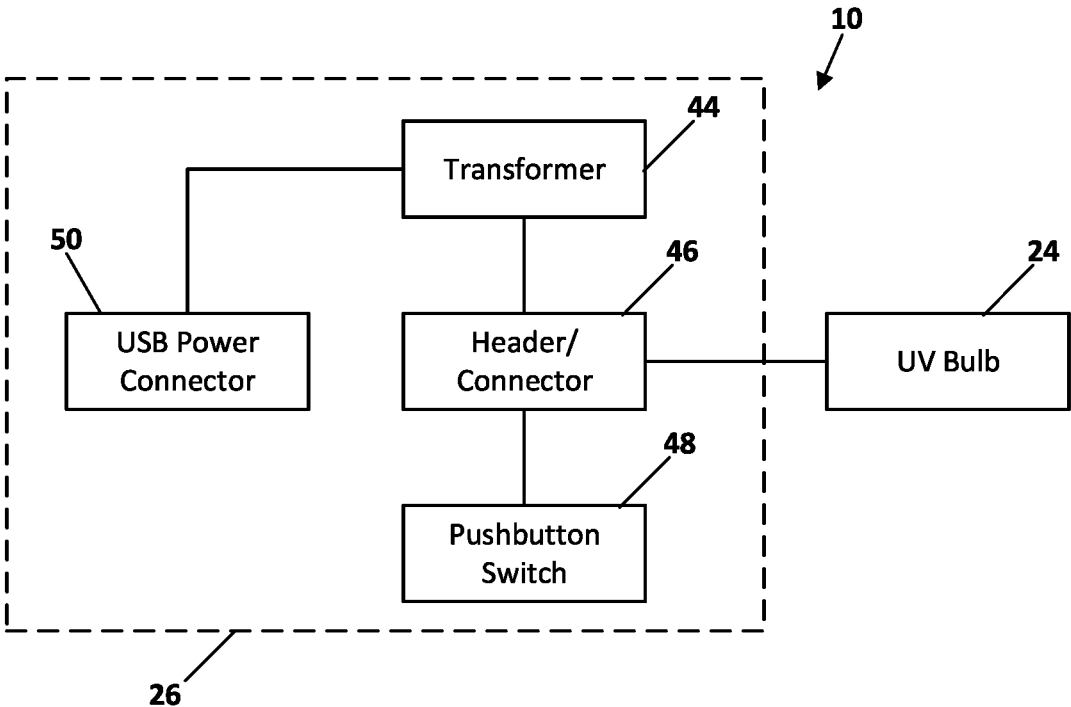 10
44
Transformer
50
46
24
USB Power
Connector
Header/
Connector
UV Bulb
48
Pushbutton
Switch
26